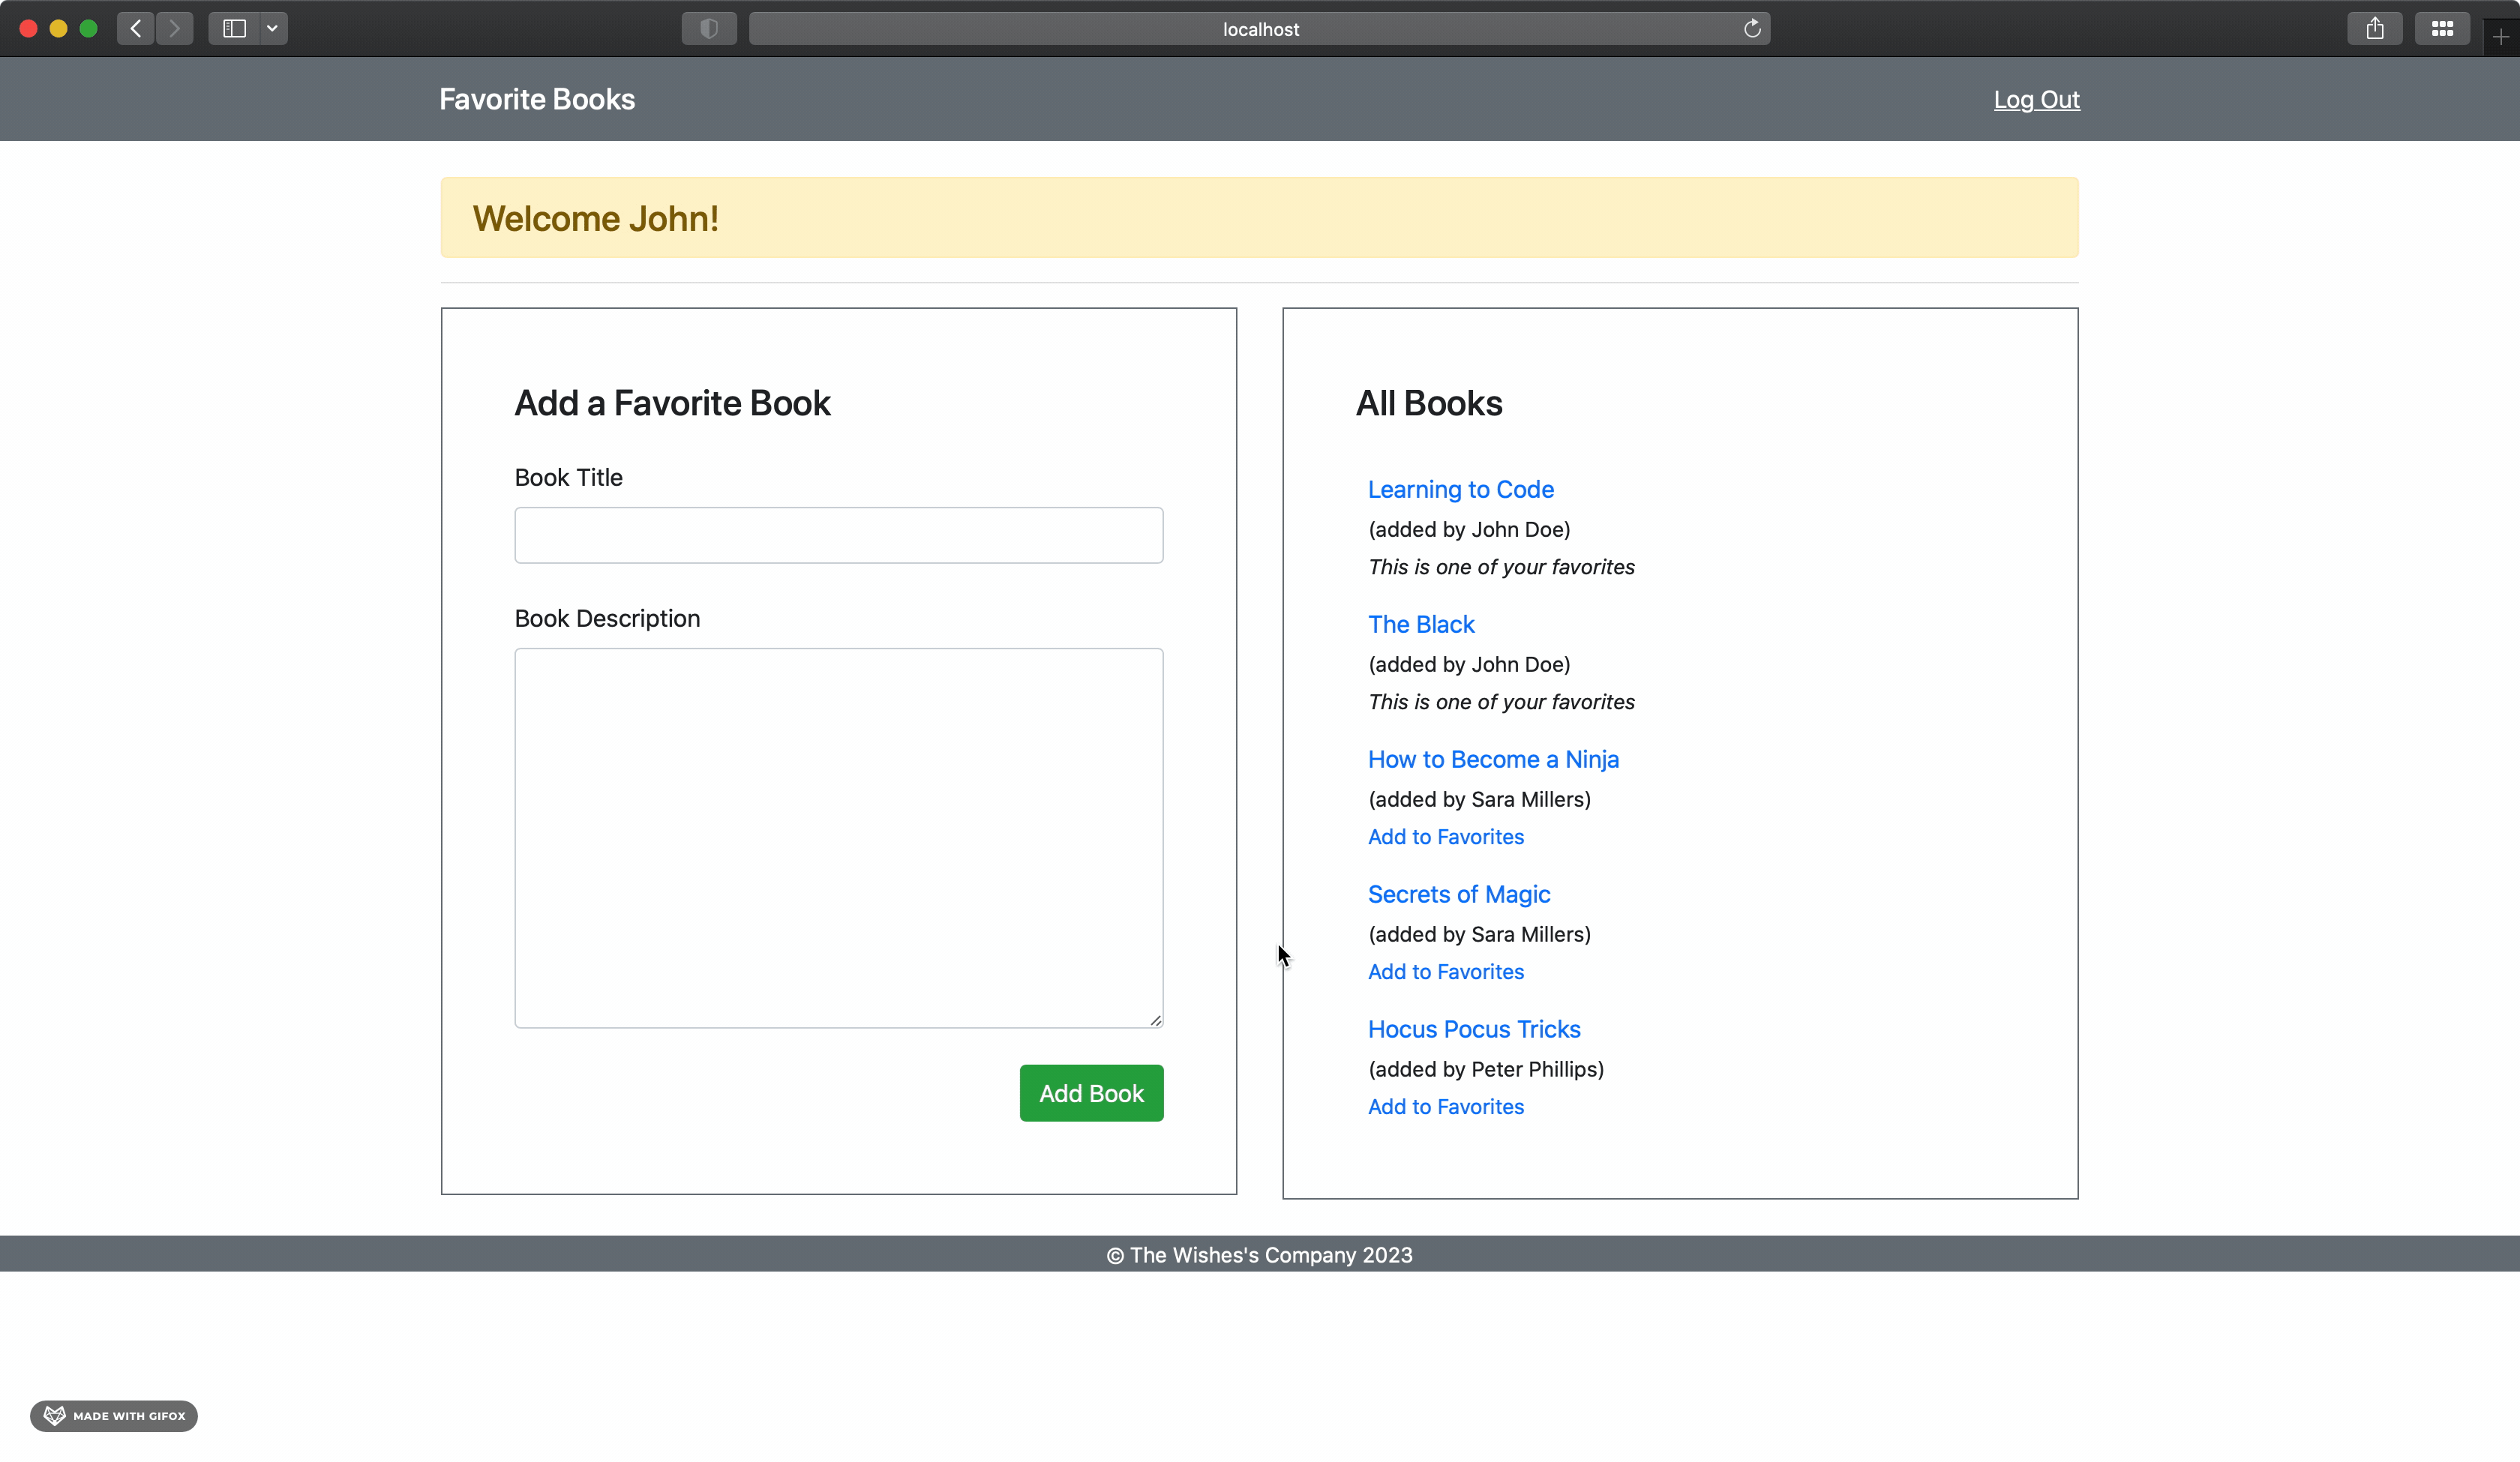 localhost
Favorite Books
Log Out
Welcome John!
Add a Favorite Book
Book Title
Book Description
Add Book
All Books
Learning to Code
(added by John Doe)
This is one of your favorites
The Black
(added by John Doe)
This is one of your favorites
How to Become a Ninja
(added by Sara Millers)
Add to Favorites
Secrets of Magic
(added by Sara Millers)
Add to Favorites
Hocus Pocus Tricks
(added by Peter Phillips)
Add to Favorites
© The Wishes's Company 2023
MADE WITH GIFOX